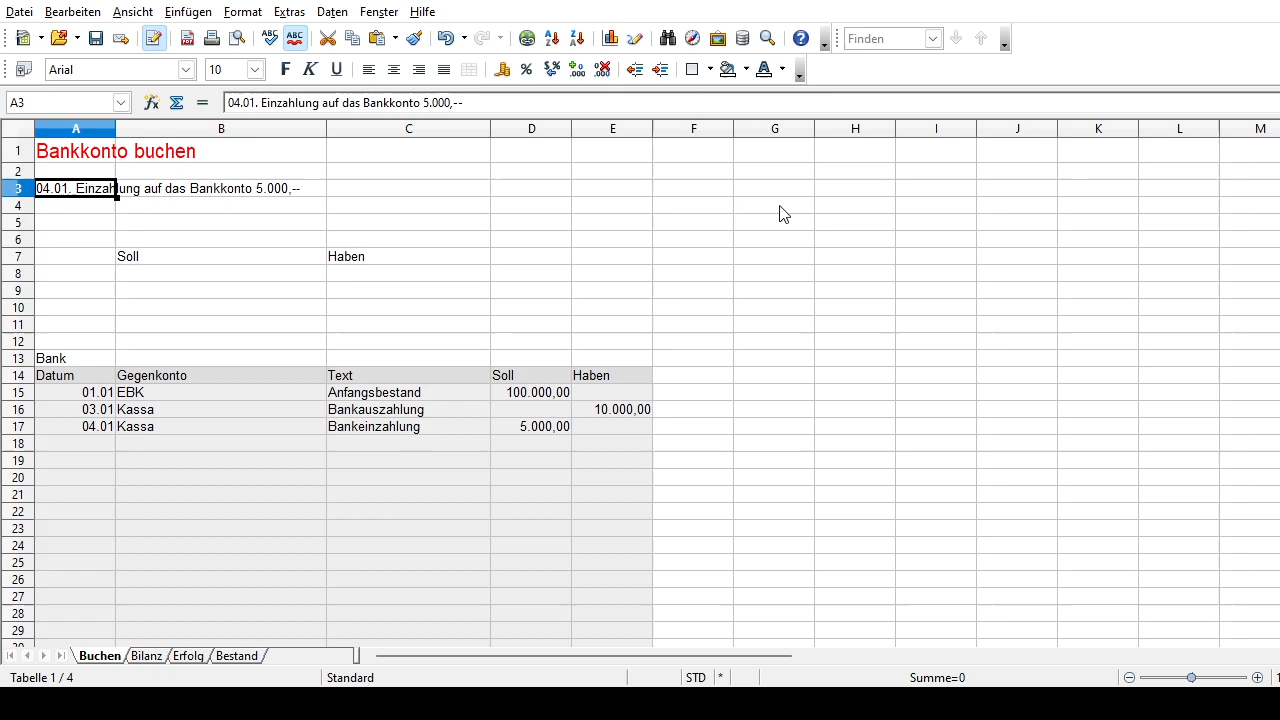 Datei Bearbeiten Ansicht Einfügen Format Extras Daten Fenster Hilfe
Finden
Arial 10 F K U
A3 04.01. Einzahlung auf das Bankkonto 5.000,--
A B C D E F G H I J K L M
1 Bankkonto buchen
2
3 04.01. Einzahlung auf das Bankkonto 5.000,--
4
5
6
7 Soll Haben
8
9
10
11
12
13 Bank
14 Datum Gegenkonto Text Soll Haben
15 01.01 EBK Anfangsbestand 100.000,00
16 03.01 Kassa Bankauszahlung 10.000,00
17 04.01 Kassa Bankeinzahlung 5.000,00
18
19
20
21
22
23
24
25
26
27
28
29
Buchen Bilanz Erfolg Bestand
Tabelle 1 / 4 Standard STD * Summe=0